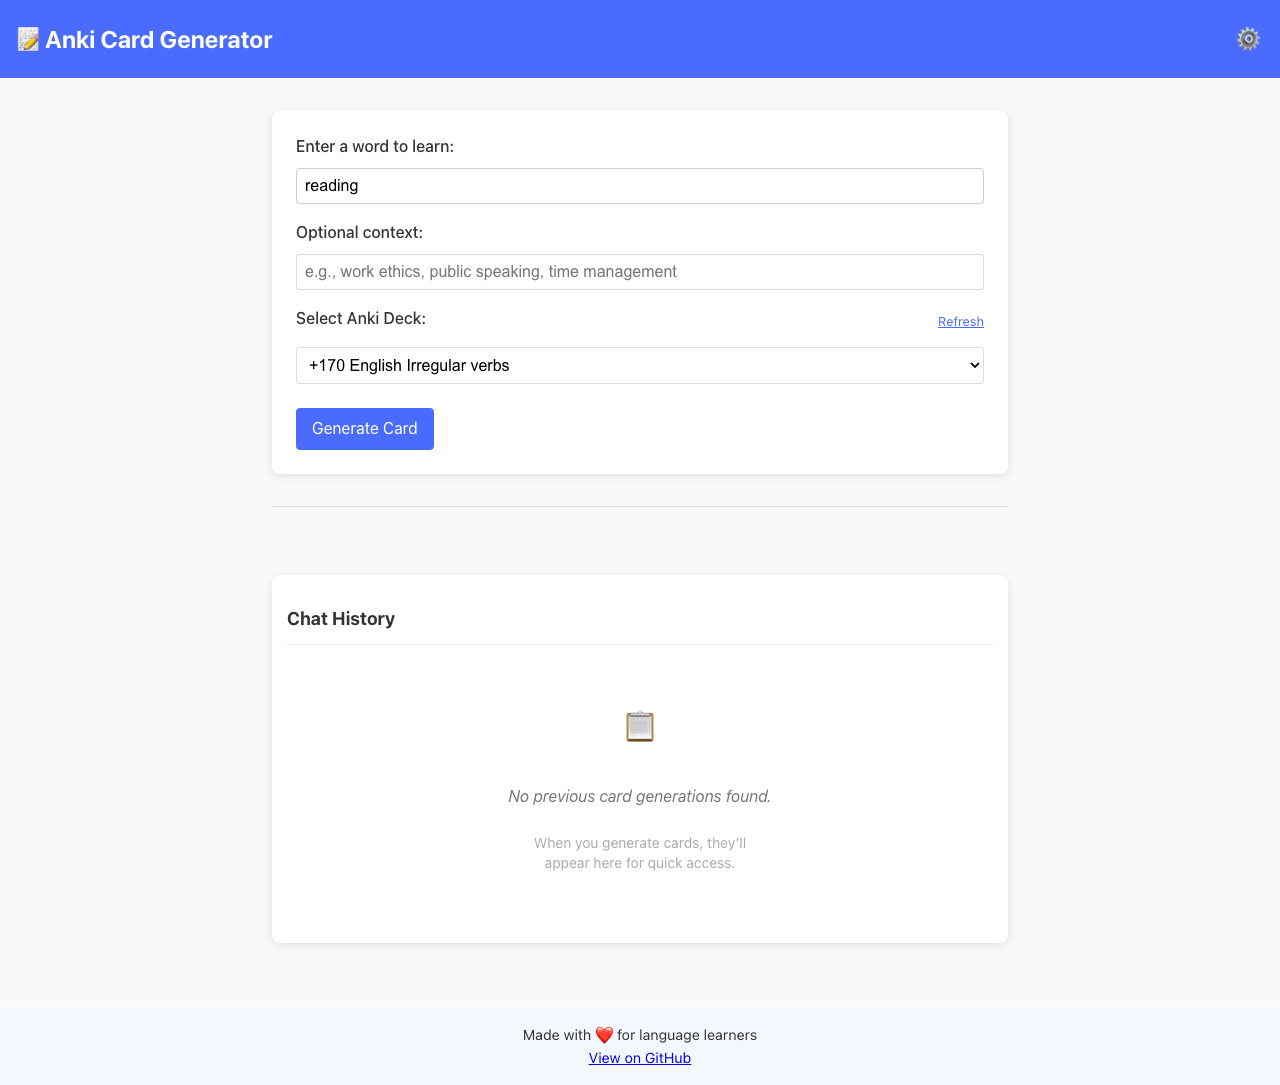 Anki Card Generator
Enter a word to learn:
reading
Optional context:
e.g., work ethics, public speaking, time management
Select Anki Deck:
Refresh
+170 English Irregular verbs
Generate Card
Chat History
No previous card generations found.
When you generate cards, they'll
appear here for quick access.
Made with ❤️ for language learners
View on GitHub